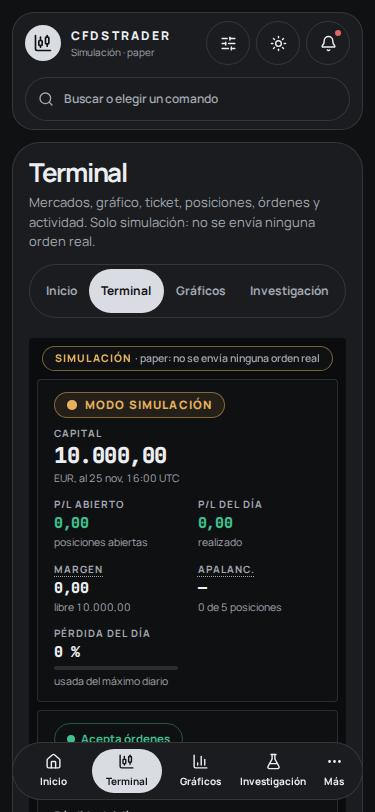 CFDSTRADER
Simulación · paper
Buscar o elegir un comando
Terminal
Mercados, gráfico, ticket, posiciones, órdenes y
actividad. Solo simulación: no se envía ninguna
orden real.
Inicio Terminal Gráficos Investigación
SIMULACIÓN · paper: no se envía ninguna orden real
MODO SIMULACIÓN
CAPITAL
10.000,00
EUR, al 25 nov, 16:00 UTC
P/L ABIERTO P/L DEL DÍA
0,00 0,00
posiciones abiertas realizado
MARGEN APALANC.
0,00 —
libre 10.000,00 0 de 5 posiciones
PÉRDIDA DEL DÍA
0 %
usada del máximo diario
Acepta órdenes
Inicio Terminal Gráficos Investigación Más